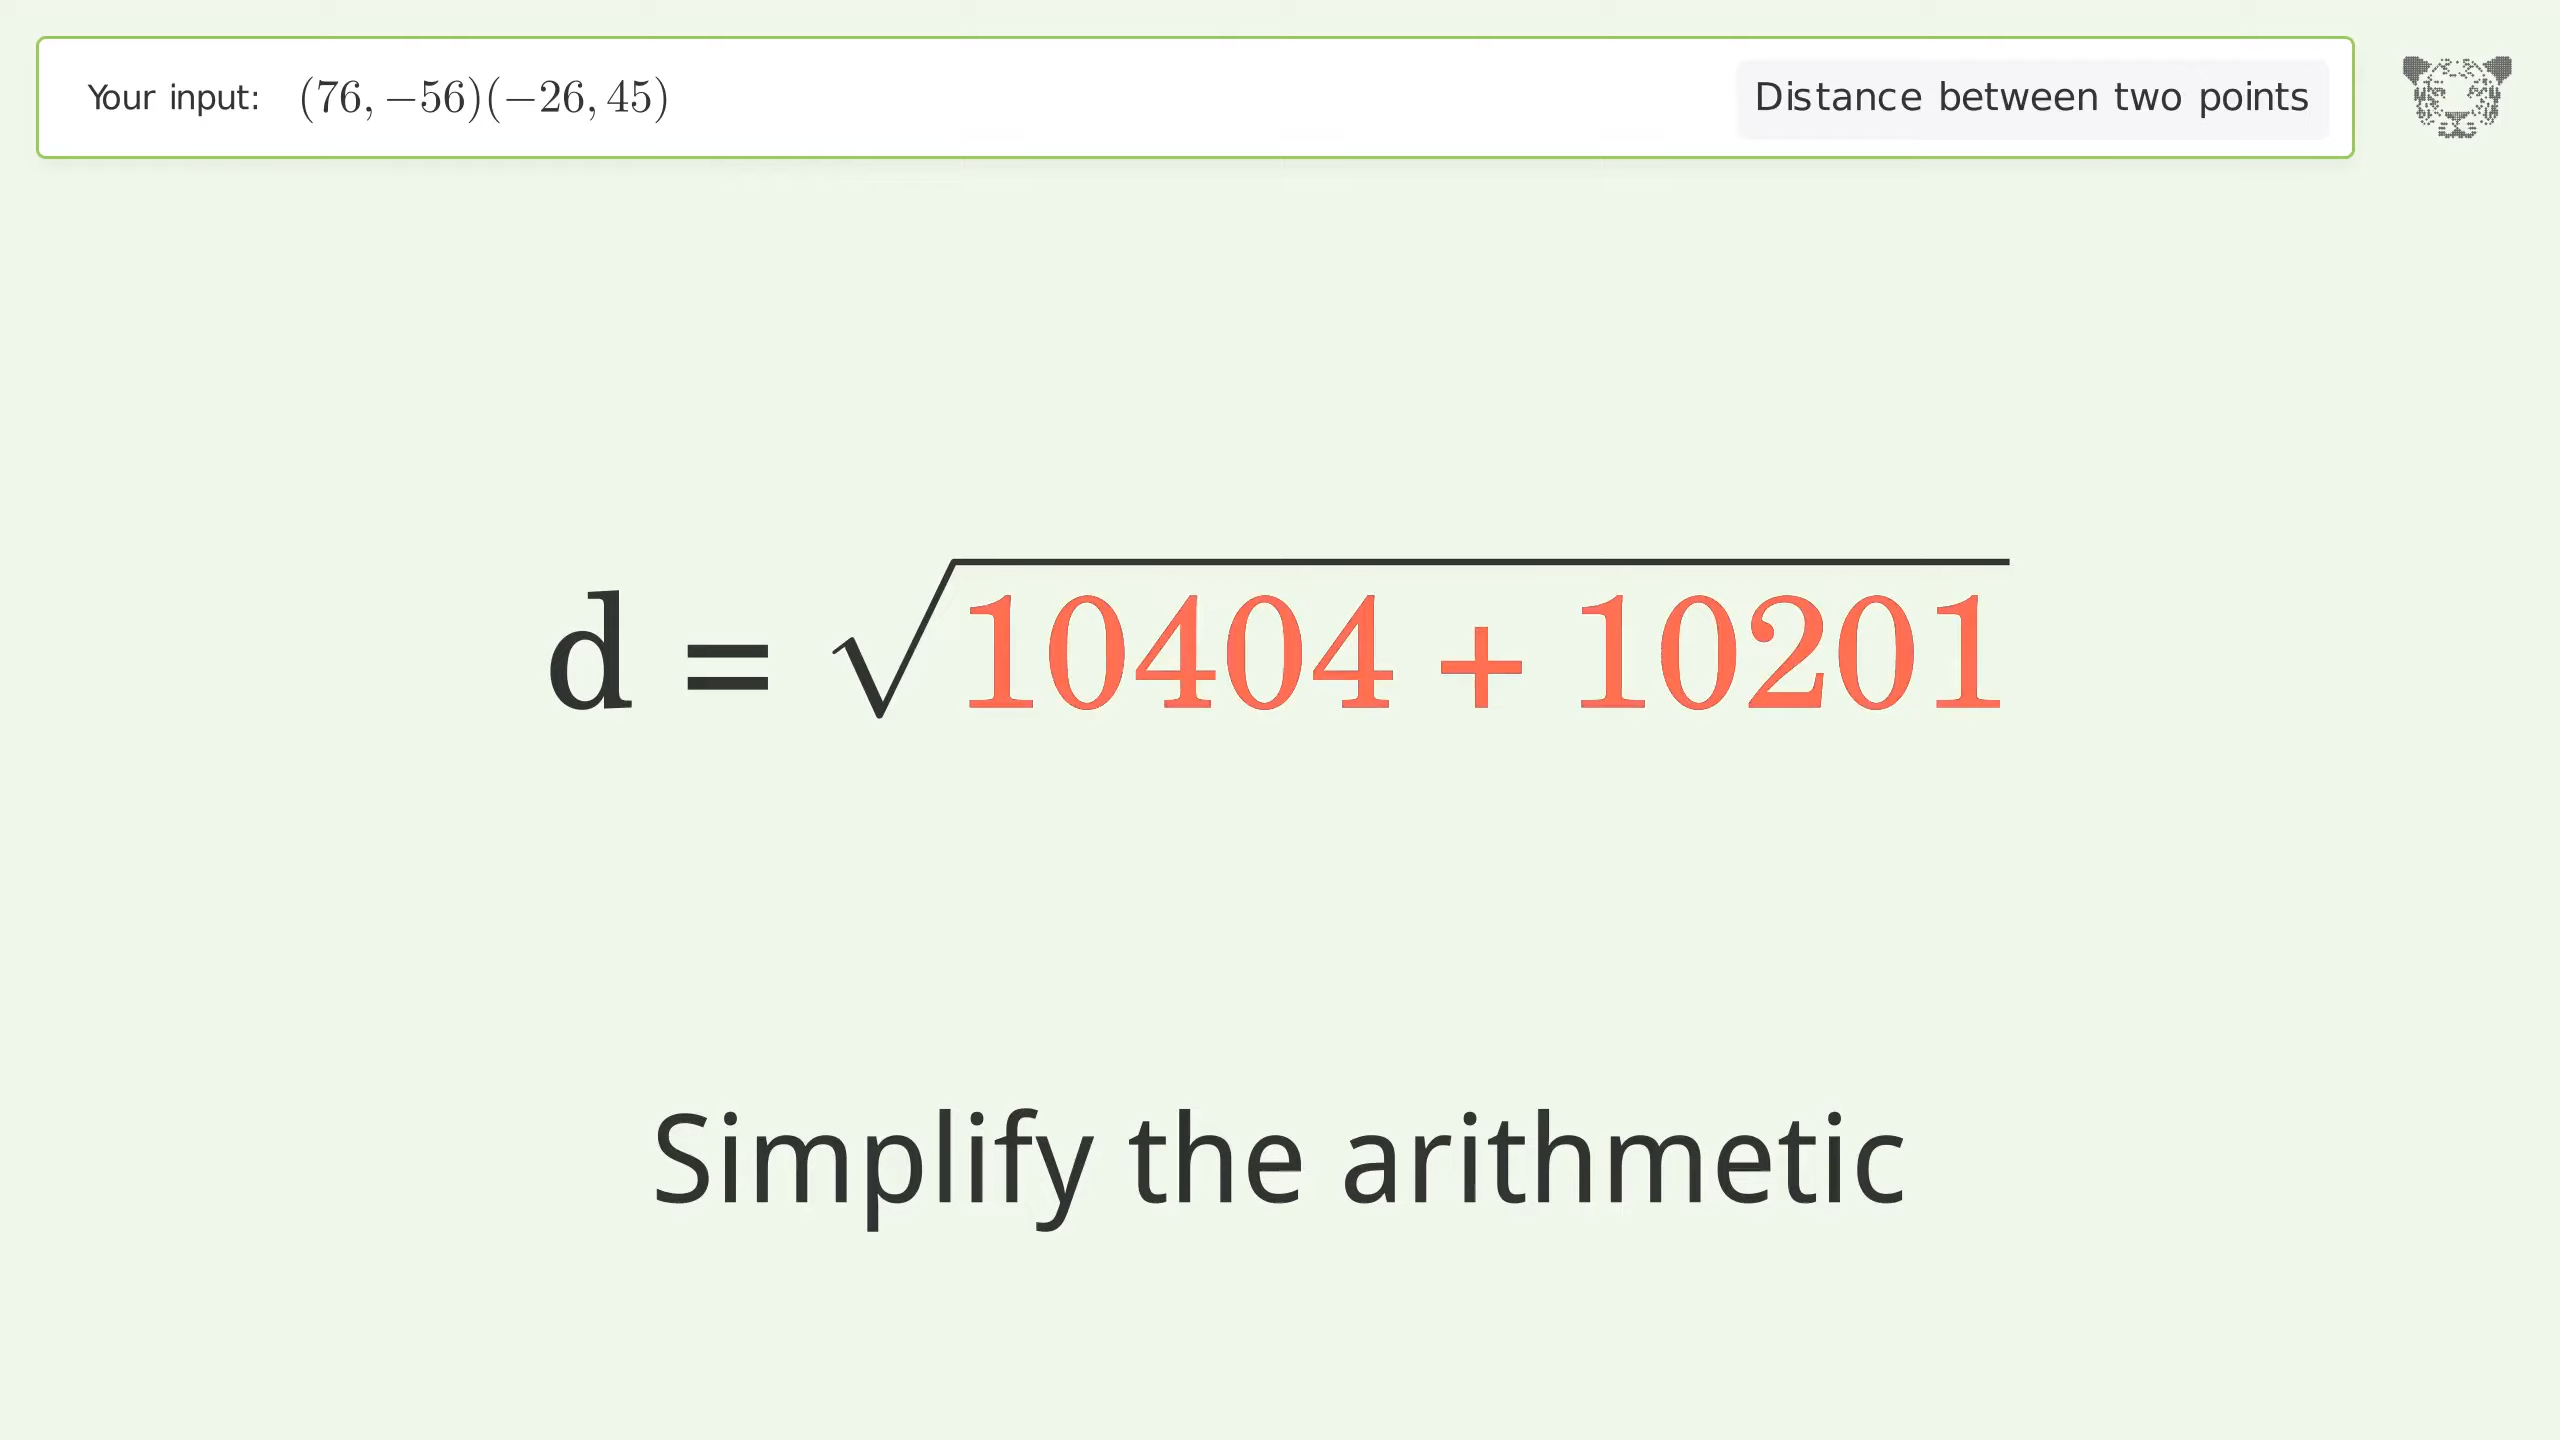 Your input: (76, −56)(−26, 45)
Distance between two points
d = √10404 + 10201
Simplify the arithmetic